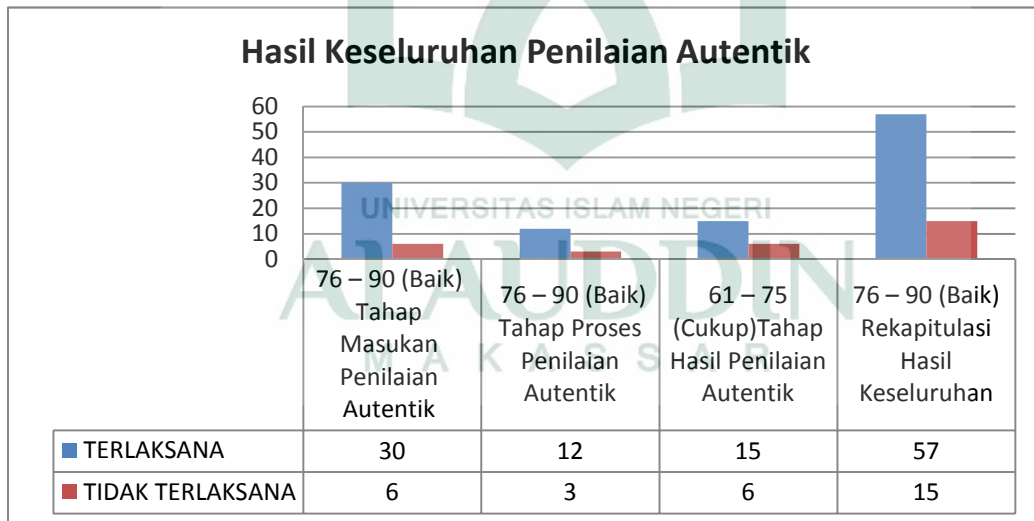 Hasil Keseluruhan Penilaian Autentik
60
50
40
30
20
10
0
UNIVERSITAS ISLAM NEGERI
ALAUDDIN
MAKASSAR
76 – 90 (Baik)
Tahap
Masukan
Penilaian
Autentik
76 – 90 (Baik)
Tahap Proses
Penilaian
Autentik
61 – 75
(Cukup)Tahap
Hasil Penilaian
Autentik
76 – 90 (Baik)
Rekapitulasi
Hasil
Keseluruhan
TERLAKSANA 30 12 15 57
TIDAK TERLAKSANA 6 3 6 15